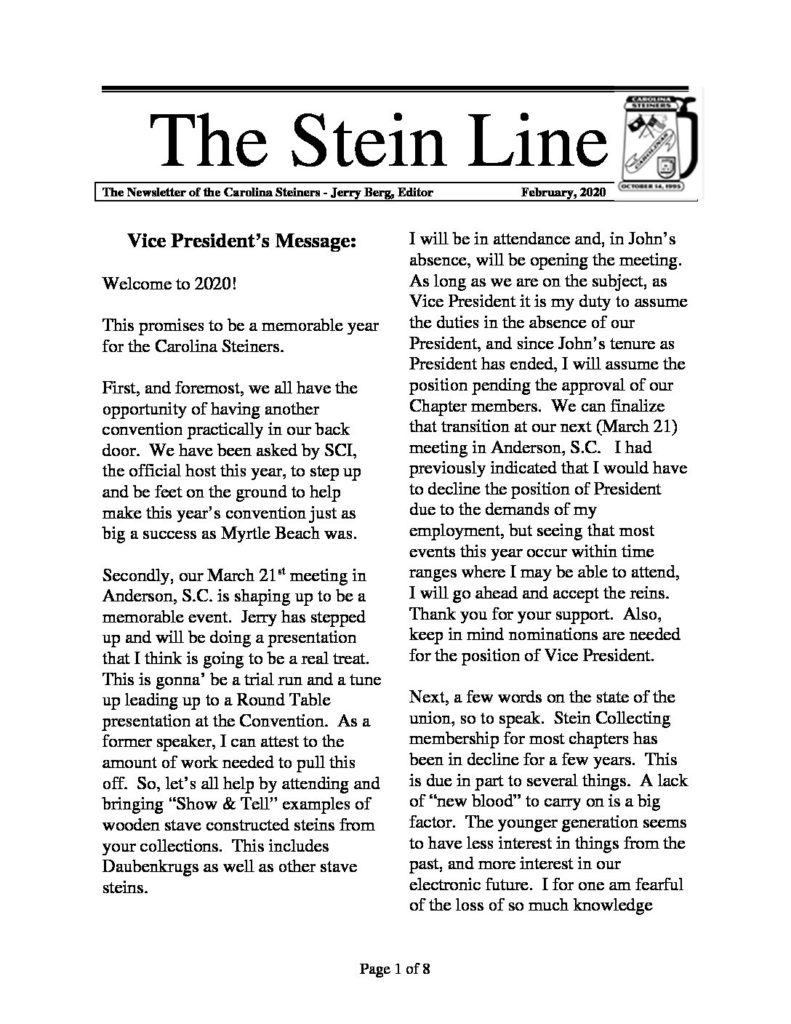 The Stein Line
CAROLINA
STEINERS
CAROLINAS
OCTOBER 14, 1995
The Newsletter of the Carolina Steiners - Jerry Berg, Editor February, 2020
Vice President’s Message:
Welcome to 2020!
This promises to be a memorable year
for the Carolina Steiners.
First, and foremost, we all have the
opportunity of having another
convention practically in our back
door.  We have been asked by SCI,
the official host this year, to step up
and be feet on the ground to help
make this year’s convention just as
big a success as Myrtle Beach was.
Secondly, our March 21st meeting in
Anderson, S.C. is shaping up to be a
memorable event.  Jerry has stepped
up and will be doing a presentation
that I think is going to be a real treat.
This is gonna’ be a trial run and a tune
up leading up to a Round Table
presentation at the Convention.  As a
former speaker, I can attest to the
amount of work needed to pull this
off.  So, let’s all help by attending and
bringing “Show & Tell” examples of
wooden stave constructed steins from
your collections.  This includes
Daubenkrugs as well as other stave
steins.
I will be in attendance and, in John’s
absence, will be opening the meeting.
As long as we are on the subject, as
Vice President it is my duty to assume
the duties in the absence of our
President, and since John’s tenure as
President has ended, I will assume the
position pending the approval of our
Chapter members.  We can finalize
that transition at our next (March 21)
meeting in Anderson, S.C.   I had
previously indicated that I would have
to decline the position of President
due to the demands of my
employment, but seeing that most
events this year occur within time
ranges where I may be able to attend,
I will go ahead and accept the reins.
Thank you for your support.  Also,
keep in mind nominations are needed
for the position of Vice President.
Next, a few words on the state of the
union, so to speak.  Stein Collecting
membership for most chapters has
been in decline for a few years.  This
is due in part to several things.  A lack
of “new blood” to carry on is a big
factor.  The younger generation seems
to have less interest in things from the
past, and more interest in our
electronic future.  I for one am fearful
of the loss of so much knowledge
Page 1 of 8